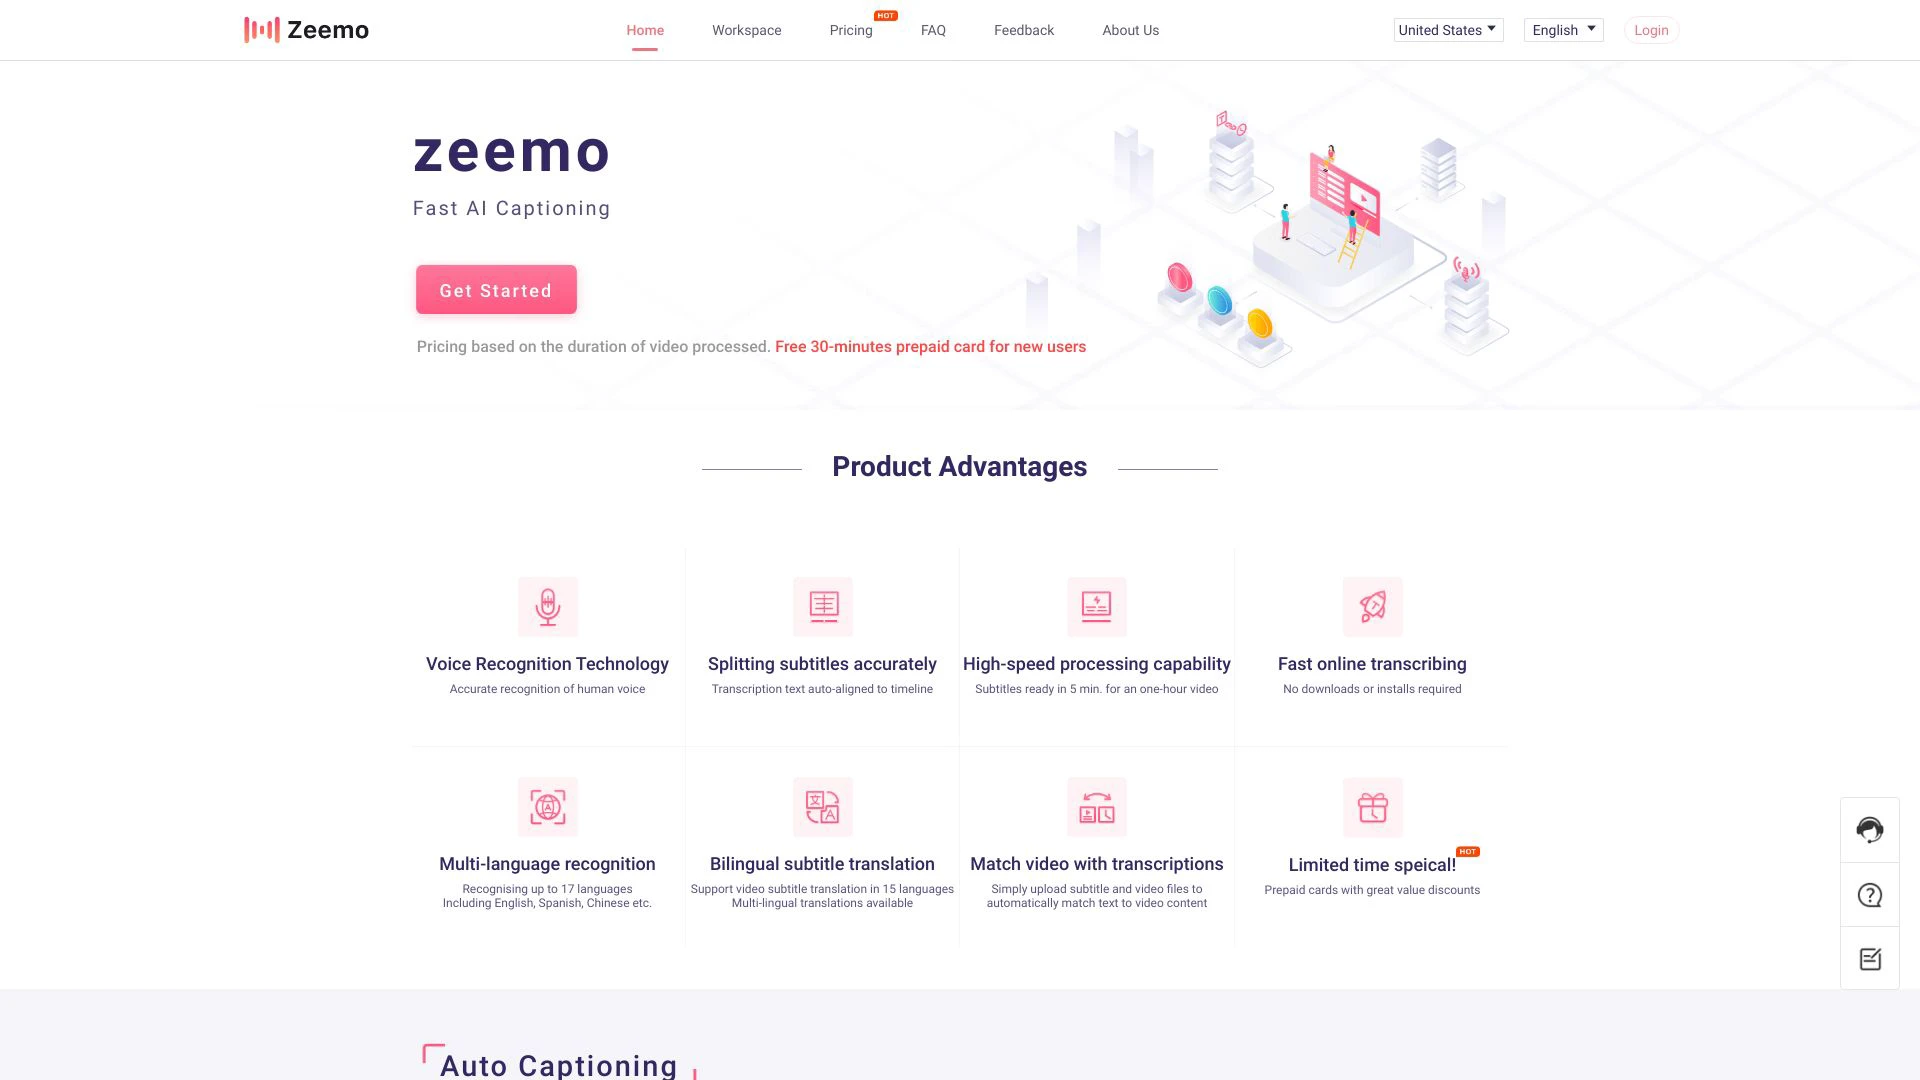 Zeemo
Home
Workspace
Pricing
HOT
FAQ
Feedback
About Us
United States
English
Login
zeemo
Fast AI Captioning
Get Started
Pricing based on the duration of video processed. Free 30-minutes prepaid card for new users
Product Advantages
Voice Recognition Technology
Accurate recognition of human voice
Splitting subtitles accurately
Transcription text auto-aligned to timeline
High-speed processing capability
Subtitles ready in 5 min. for an one-hour video
Fast online transcribing
No downloads or installs required
Multi-language recognition
Recognising up to 17 languages
Including English, Spanish, Chinese etc.
Bilingual subtitle translation
Support video subtitle translation in 15 languages
Multi-lingual translations available
Match video with transcriptions
Simply upload subtitle and video files to
automatically match text to video content
Limited time speical!
HOT
Prepaid cards with great value discounts
Auto Captioning